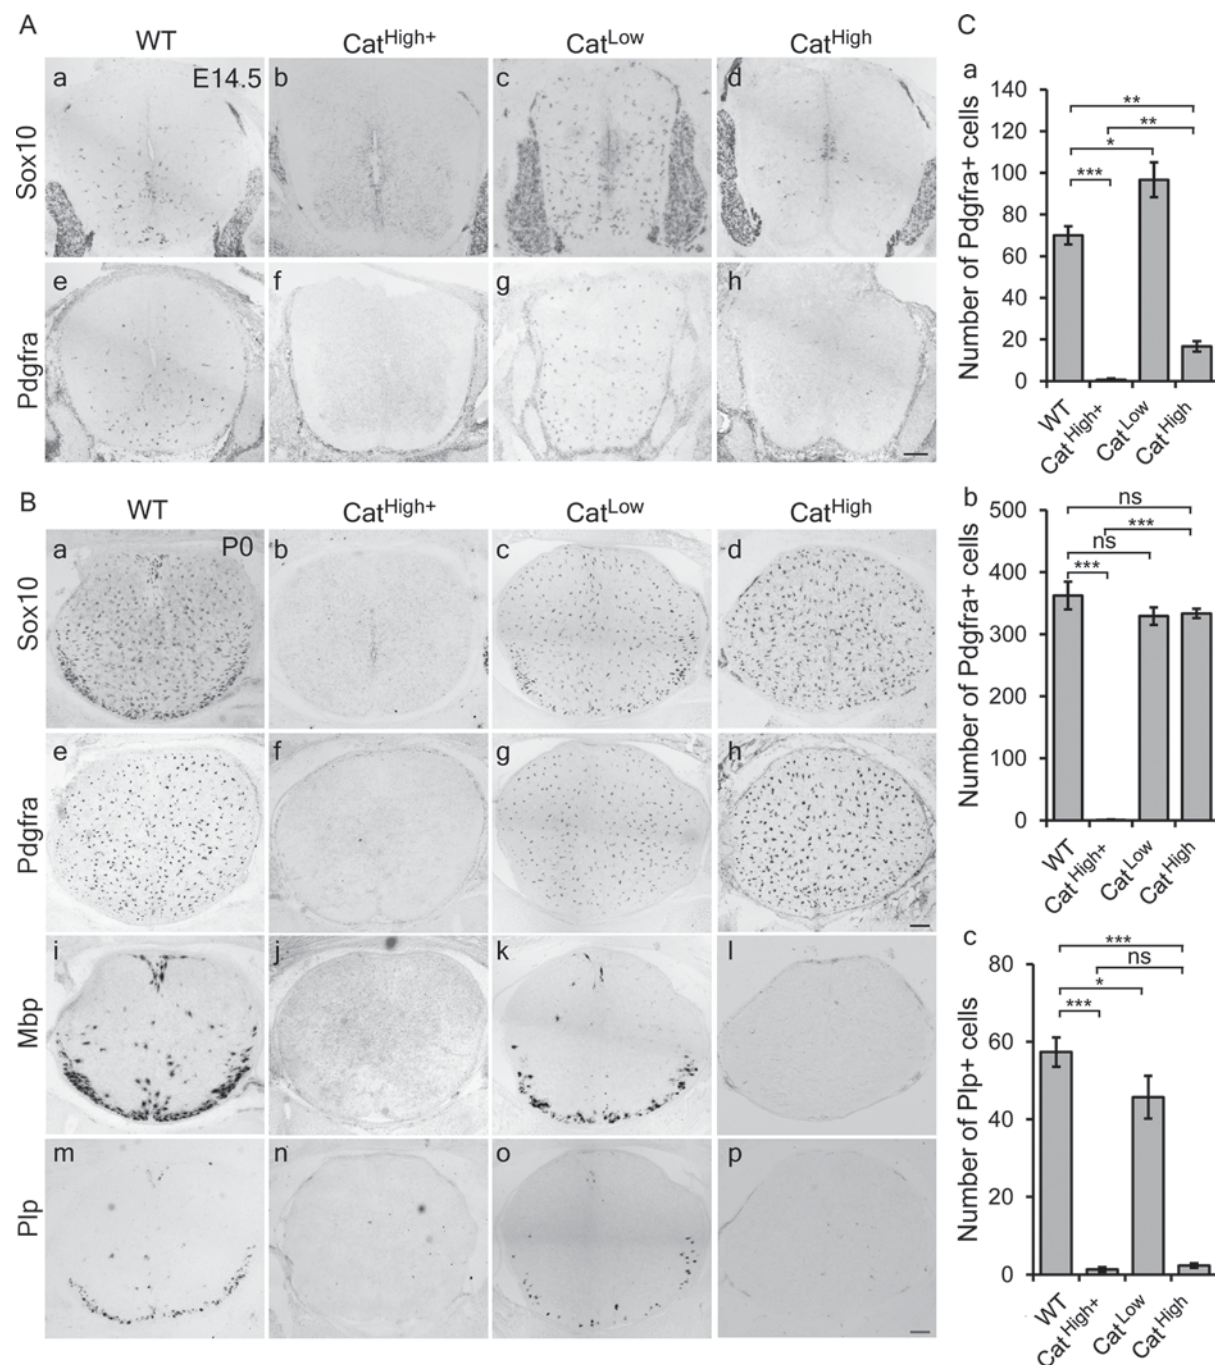 A
WT
Cat^High+
Cat^Low
Cat^High
a
E14.5
b
c
d
Sox10
e
f
g
h
Pdgfra
B
WT
Cat^High+
Cat^Low
Cat^High
a
P0
b
c
d
Sox10
e
f
g
h
Pdgfra
i
j
k
l
Mbp
m
n
o
p
Plp
C
a
Number of Pdgfra+ cells
140
120
100
80
60
40
20
0
**
**
*
***
WT
Cat^High+
Cat^Low
Cat^High
b
Number of Pdgfra+ cells
500
400
300
200
100
0
ns
***
ns
***
WT
Cat^High+
Cat^Low
Cat^High
c
Number of Plp+ cells
80
60
40
20
0
***
ns
*
***
WT
Cat^High+
Cat^Low
Cat^High